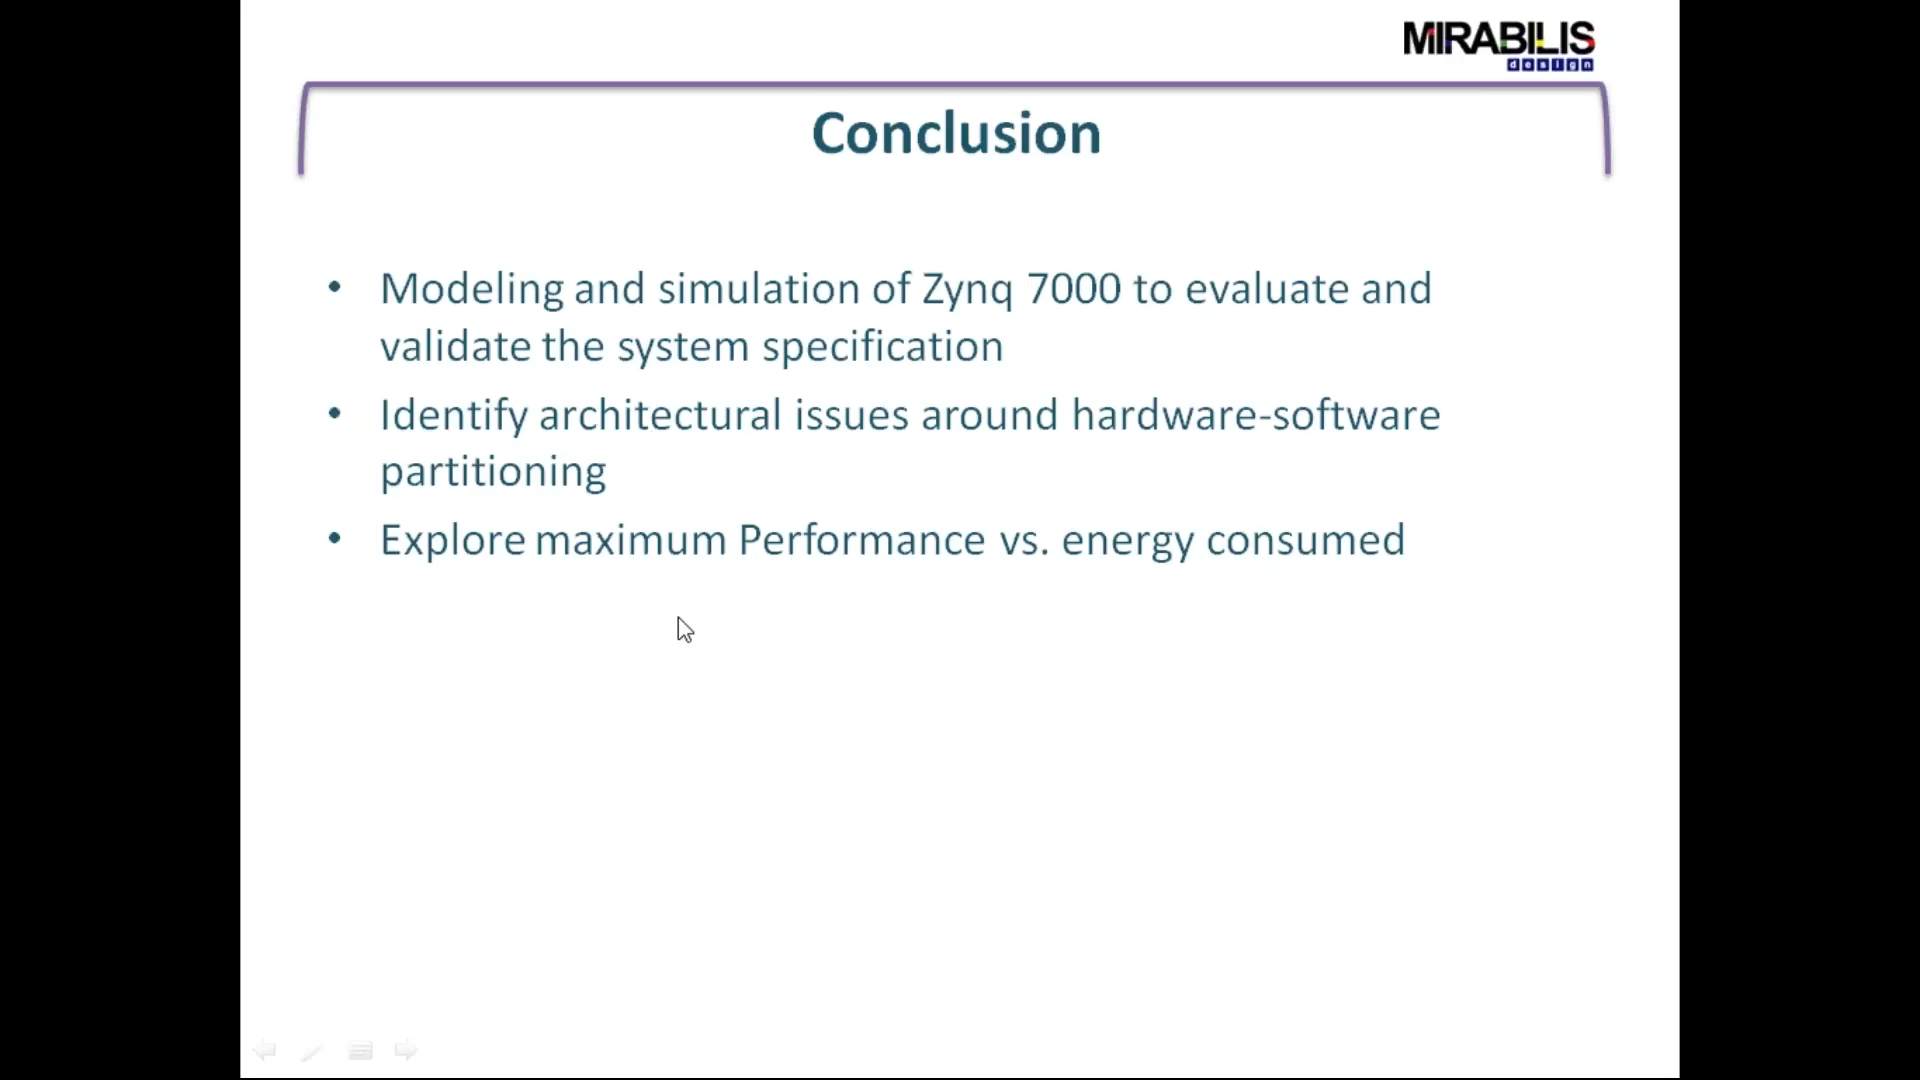 MIRABILIS
design
Conclusion
• Modeling and simulation of Zynq 7000 to evaluate and
validate the system specification
• Identify architectural issues around hardware-software
partitioning
• Explore maximum Performance vs. energy consumed